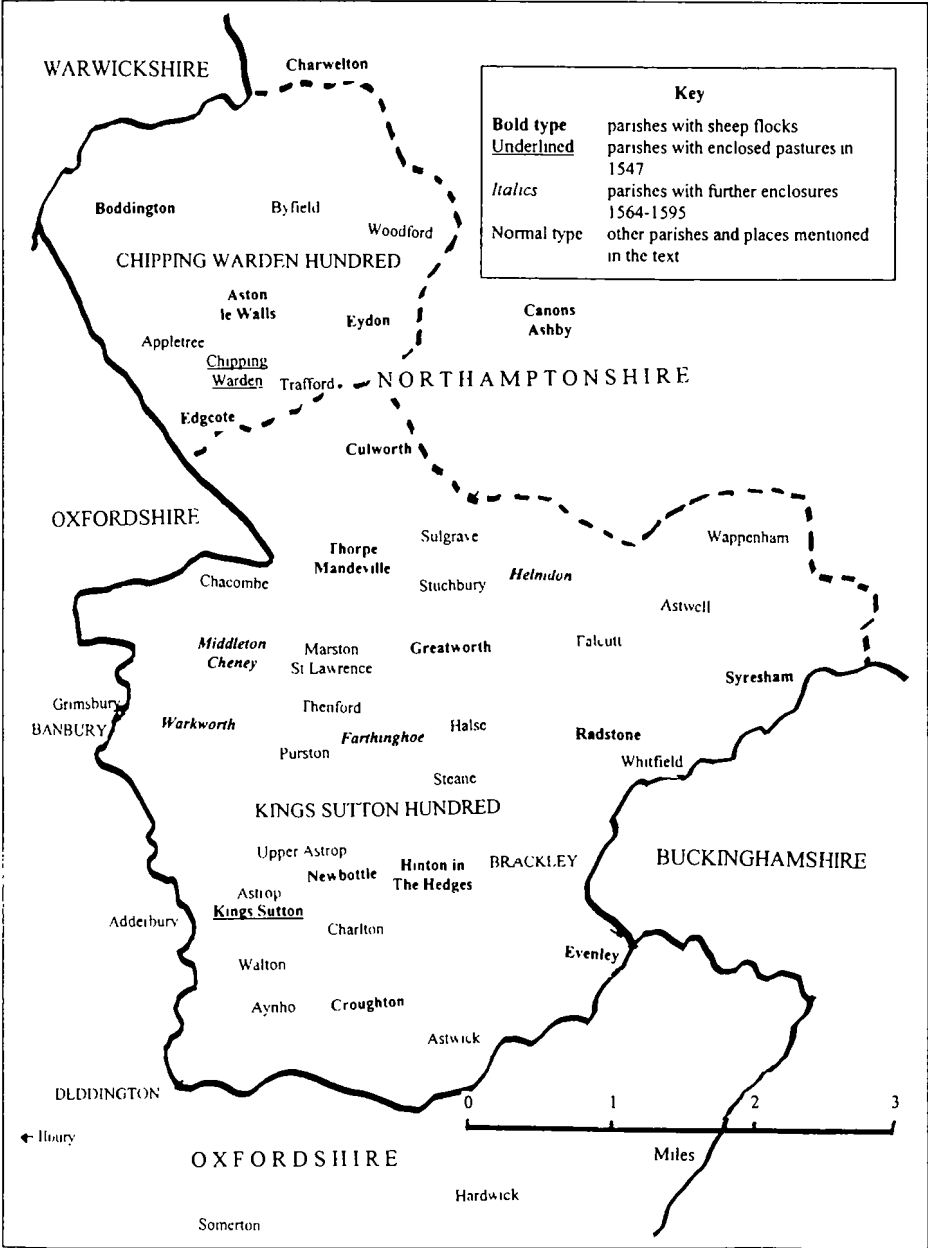 WARWICKSHIRE
Charwelton
Key
Bold type parishes with sheep flocks
Underlined parishes with enclosed pastures in
1547
Italics parishes with further enclosures
1564-1595
Normal type other parishes and places mentioned
in the text
Boddington
Byfield
Woodford
CHIPPING WARDEN HUNDRED
Aston
le Walls
Eydon
Canons
Ashby
Appletree
Chipping
Warden
Trafford
NORTHAMPTONSHIRE
Edgcote
Culworth
OXFORDSHIRE
Sulgrave
Wappenham
Thorpe
Mandeville
Chacombe
Stuchbury
Helmdon
Astwell
Middleton
Cheney
Marston
St Lawrence
Greatworth
Falcutt
Syresham
Grimsbury
BANBURY
Warkworth
Thenford
Farthinghoe
Halse
Radstone
Purston
Whitfield
Steane
KINGS SUTTON HUNDRED
Upper Astrop
Newbottle
Hinton in
The Hedges
BRACKLEY
BUCKINGHAMSHIRE
Astrop
Kings Sutton
Adderbury
Charlton
Evenley
Walton
Aynho
Croughton
Astwick
DEDDINGTON
0 1 2 3
Miles
OXFORDSHIRE
Hardwick
Somerton